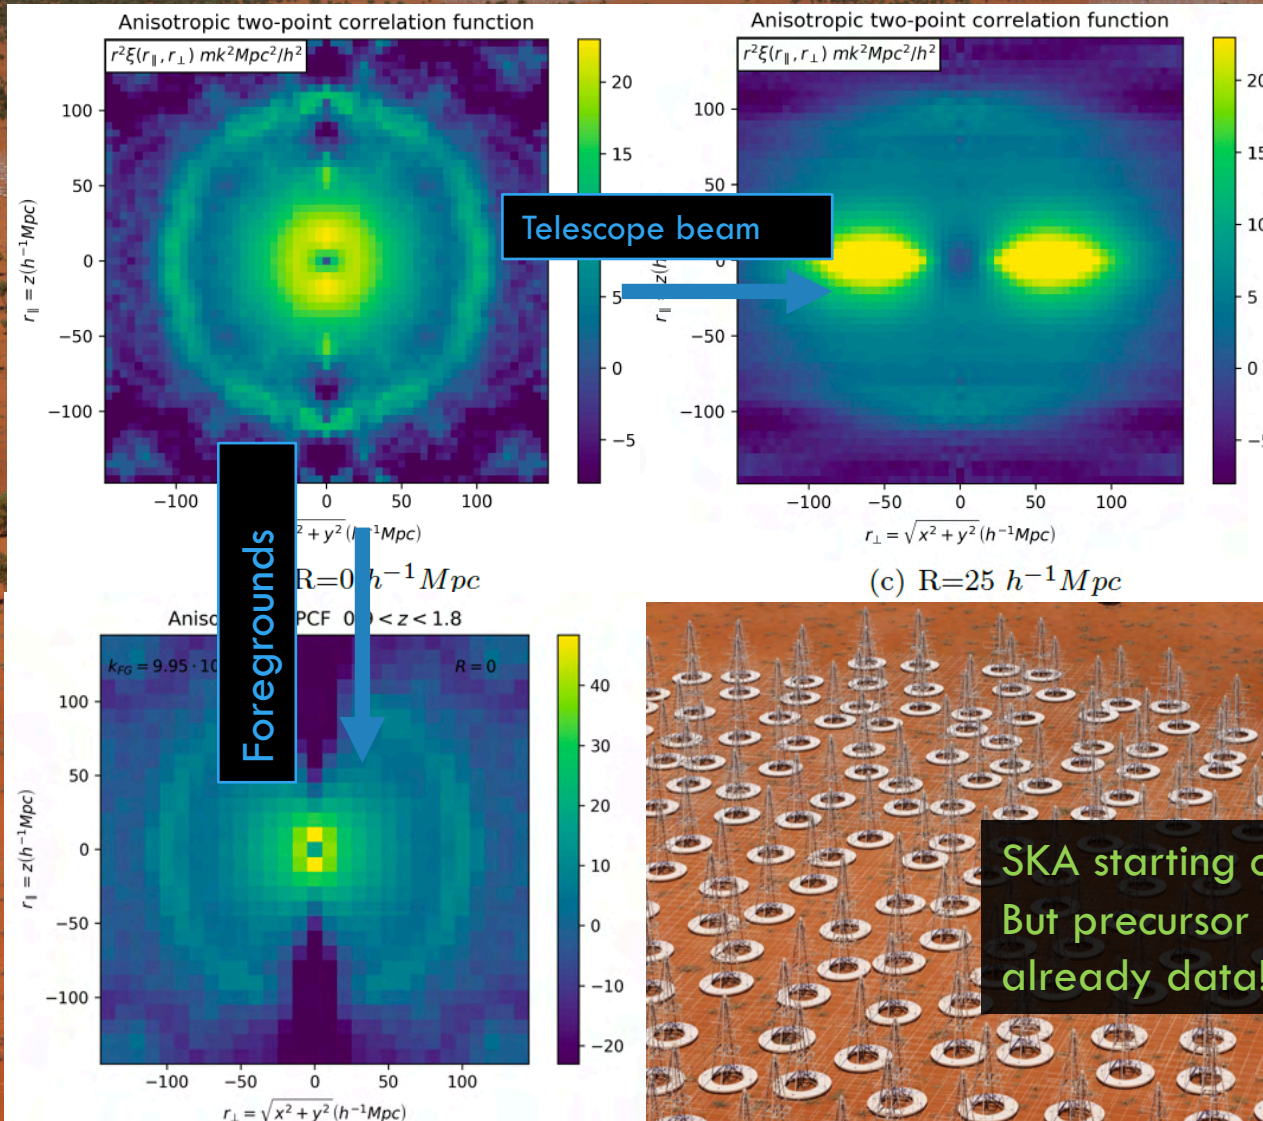 Anisotropic two-point correlation function
r²ξ(r∥, r⊥) mk²Mpc²/h²
100
50
0
−50
−100
r∥ = z(h⁻¹Mpc)
−100
0
50
100
² + y² (h⁻¹Mpc)
20
15
5
0
−5
R=0 h⁻¹Mpc
Telescope beam
Anisotropic two-point correlation function
r²ξ(r∥, r⊥) mk²Mpc²/h²
100
50
0
−50
−100
−100
−50
0
50
100
r⊥ = √x² + y² (h⁻¹Mpc)
20
15
10
5
0
(c) R=25 h⁻¹Mpc
Foregrounds
PCF
< z < 1.8
R = 0
100
50
0
−50
−100
r∥ = z(h⁻¹Mpc)
−100
−50
0
50
100
r⊥ = √x² + y² (h⁻¹Mpc)
40
30
20
10
0
−10
−20
SKA starting
But precursor
already data!